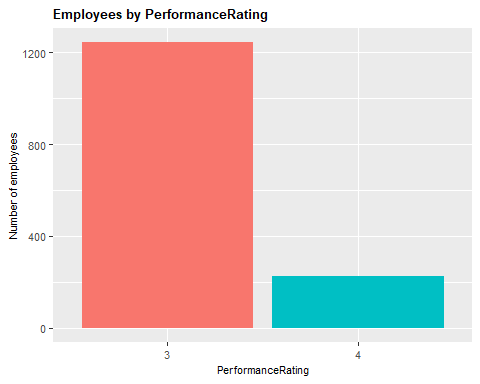 Employees by PerformanceRating
1200
800
400
0
Number of employees
3 4
PerformanceRating